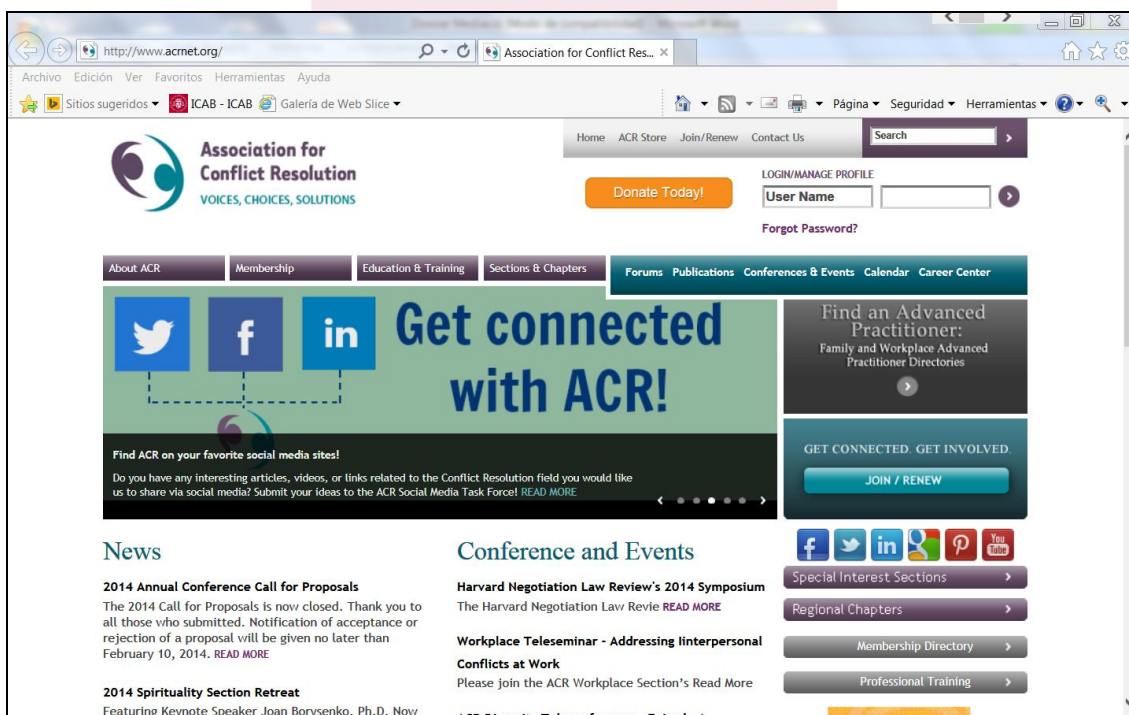 http://www.acrnet.org/
Association for Conflict Res...
Archivo Edición Ver Favoritos Herramientas Ayuda
Sitios sugeridos ICAB - ICAB Galería de Web Slice
Página Seguridad Herramientas
Association for
Conflict Resolution
VOICES, CHOICES, SOLUTIONS
Home ACR Store Join/Renew Contact Us
Search
Donate Today!
LOGIN/MANAGE PROFILE
User Name
Forgot Password?
About ACR Membership Education & Training Sections & Chapters
Forums Publications Conferences & Events Calendar Career Center
Get connected
with ACR!
Find ACR on your favorite social media sites!
Do you have any interesting articles, videos, or links related to the Conflict Resolution field you would like
us to share via social media? Submit your ideas to the ACR Social Media Task Force! READ MORE
Find an Advanced
Practitioner:
Family and Workplace Advanced
Practitioner Directories
GET CONNECTED. GET INVOLVED.
JOIN / RENEW
News
2014 Annual Conference Call for Proposals
The 2014 Call for Proposals is now closed. Thank you to
all those who submitted. Notification of acceptance or
rejection of a proposal will be given no later than
February 10, 2014. READ MORE
2014 Spirituality Section Retreat
Featuring Keynote Speaker Joan Borysenko, Ph.D. Now
Conference and Events
Harvard Negotiation Law Review's 2014 Symposium
The Harvard Negotiation Law Revie READ MORE
Workplace Teleseminar - Addressing Iinterpersonal
Conflicts at Work
Please join the ACR Workplace Section's Read More
You
Tube
Special Interest Sections
Regional Chapters
Membership Directory
Professional Training